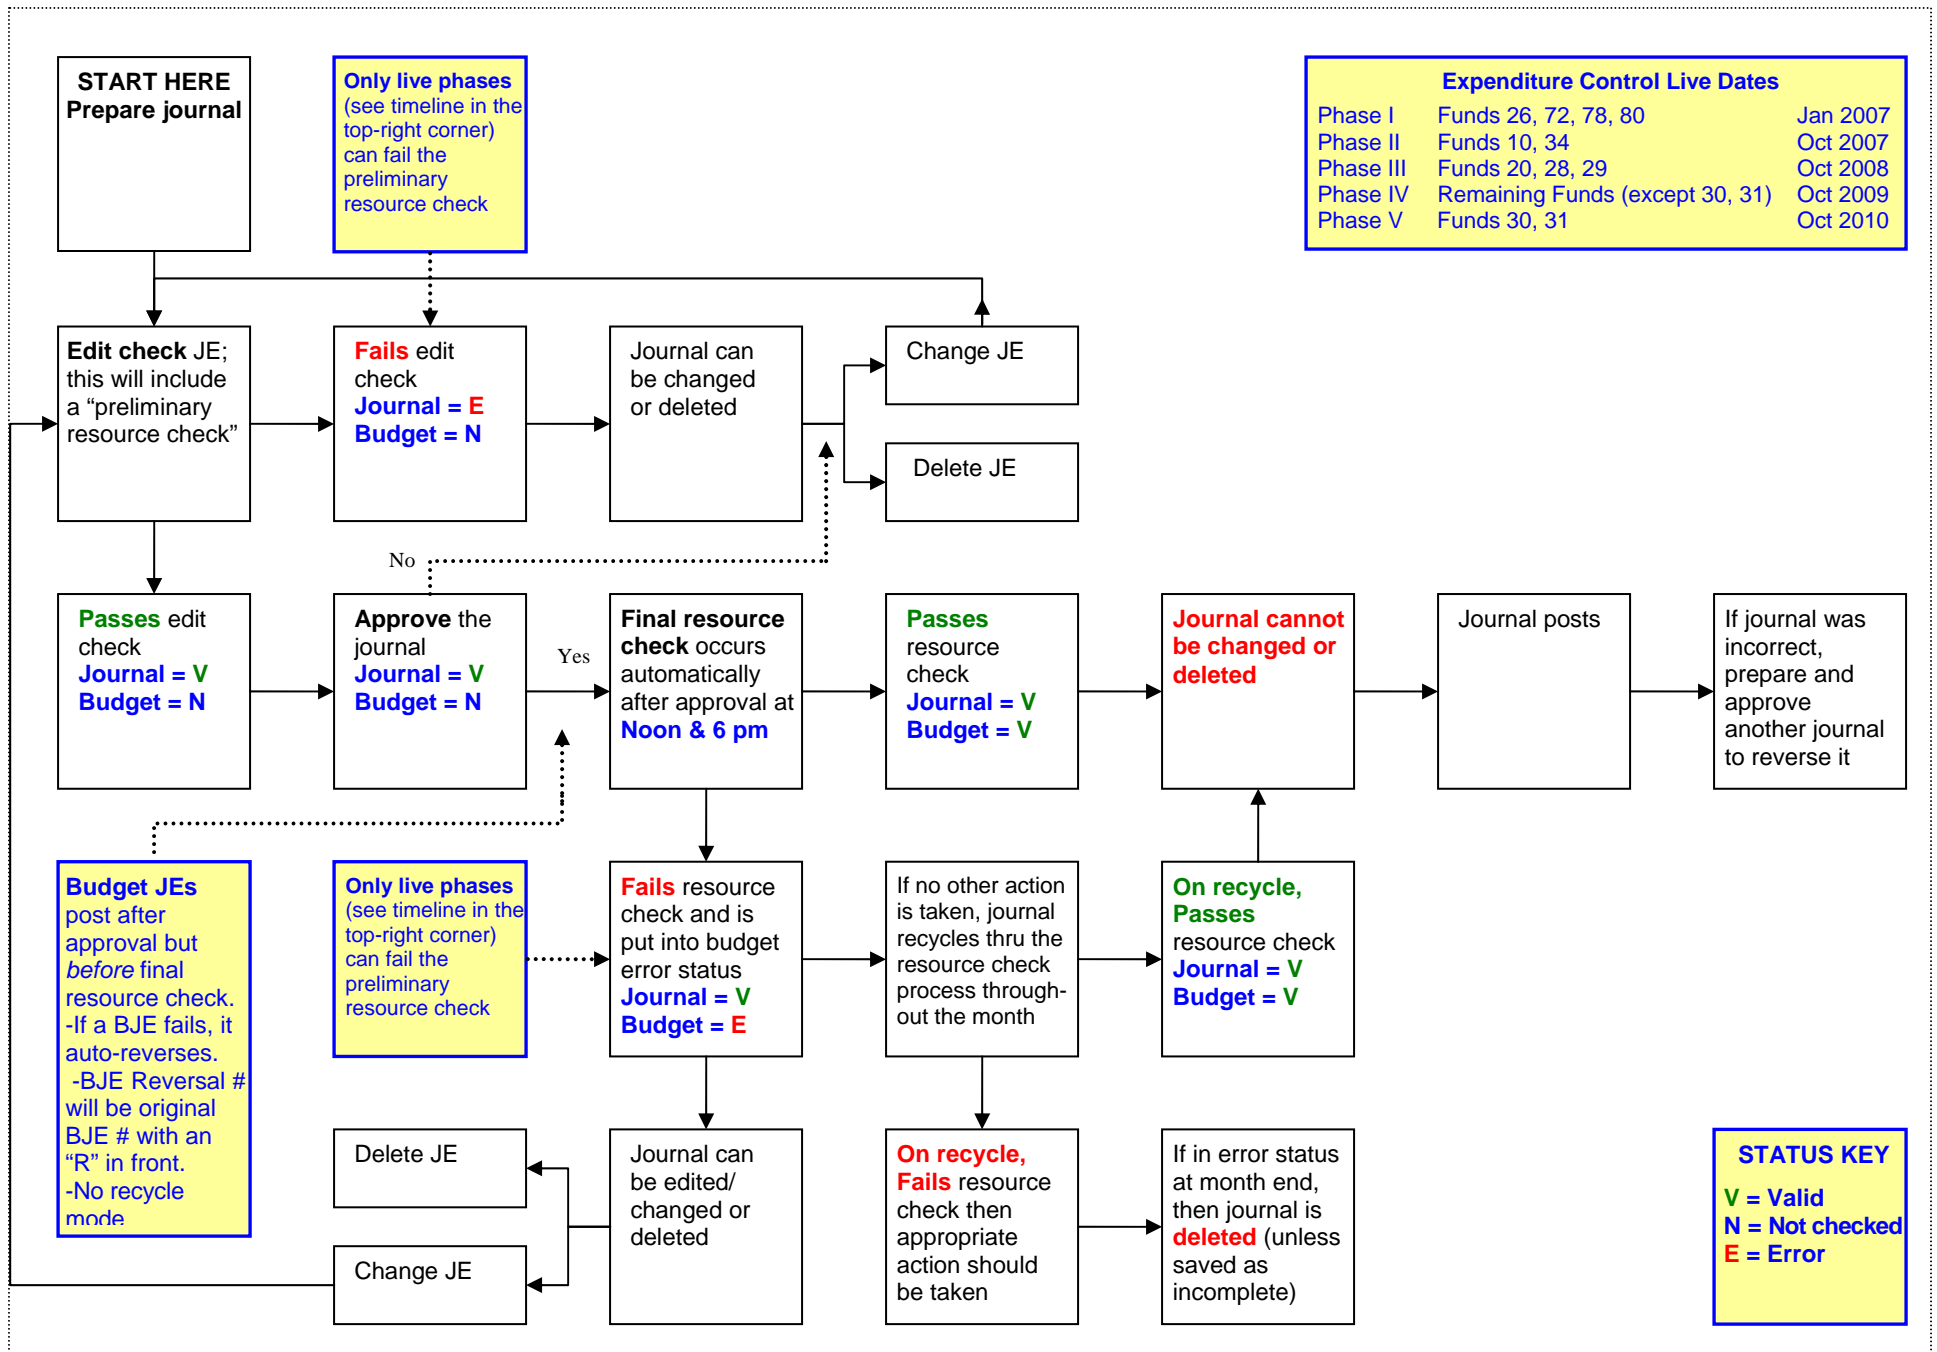 START HERE
Prepare journal
Only live phases
(see timeline in the
top-right corner)
can fail the
preliminary
resource check
Expenditure Control Live Dates
Phase I Funds 26, 72, 78, 80 Jan 2007
Phase II Funds 10, 34 Oct 2007
Phase III Funds 20, 28, 29 Oct 2008
Phase IV Remaining Funds (except 30, 31) Oct 2009
Phase V Funds 30, 31 Oct 2010
Edit check JE;
this will include
a “preliminary
resource check”
Fails edit
check
Journal = E
Budget = N
Journal can
be changed
or deleted
Change JE
Delete JE
No
Passes edit
check
Journal = V
Budget = N
Approve the
journal
Journal = V
Budget = N
Yes
Final resource
check occurs
automatically
after approval at
Noon & 6 pm
Passes
resource
check
Journal = V
Budget = V
Journal cannot
be changed or
deleted
Journal posts
If journal was
incorrect,
prepare and
approve
another journal
to reverse it
Budget JEs
post after
approval but
before final
resource check.
-If a BJE fails, it
auto-reverses.
-BJE Reversal #
will be original
BJE # with an
“R” in front.
-No recycle
mode
Only live phases
(see timeline in the
top-right corner)
can fail the
preliminary
resource check
Fails resource
check and is
put into budget
error status
Journal = V
Budget = E
If no other action
is taken, journal
recycles thru the
resource check
process through-
out the month
On recycle,
Passes
resource check
Journal = V
Budget = V
Delete JE
Change JE
Journal can
be edited/
changed or
deleted
On recycle,
Fails resource
check then
appropriate
action should
be taken
If in error status
at month end,
then journal is
deleted (unless
saved as
incomplete)
STATUS KEY
V = Valid
N = Not checked
E = Error